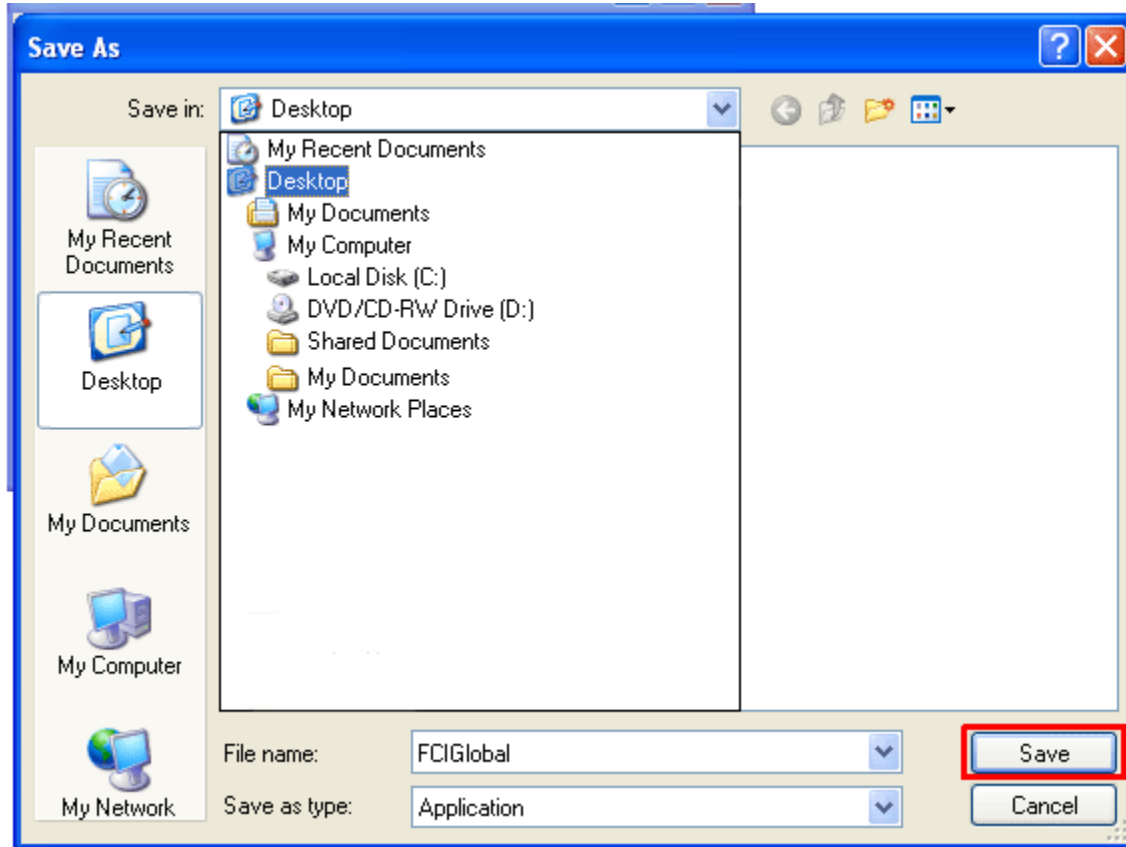 Save As
Save in:
Desktop
My Recent Documents
Desktop
My Documents
My Computer
Local Disk (C:)
DVD/CD-RW Drive (D:)
Shared Documents
My Documents
My Network Places
My Recent
Documents
Desktop
My Documents
My Computer
My Network
File name:
FCIGlobal
Save
Save as type:
Application
Cancel